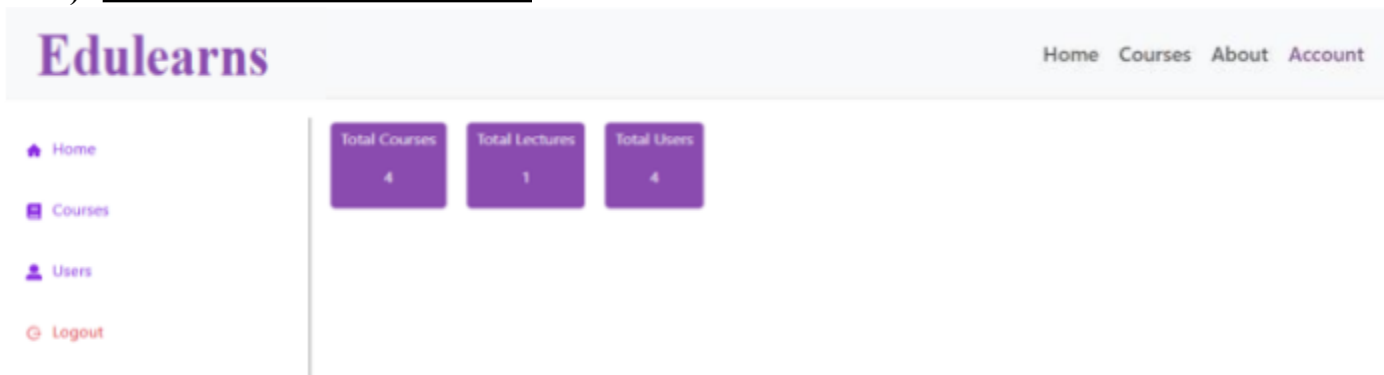 Edulearns
Home Courses About Account
Home
Courses
Users
Logout
Total Courses
4
Total Lectures
1
Total Users
4